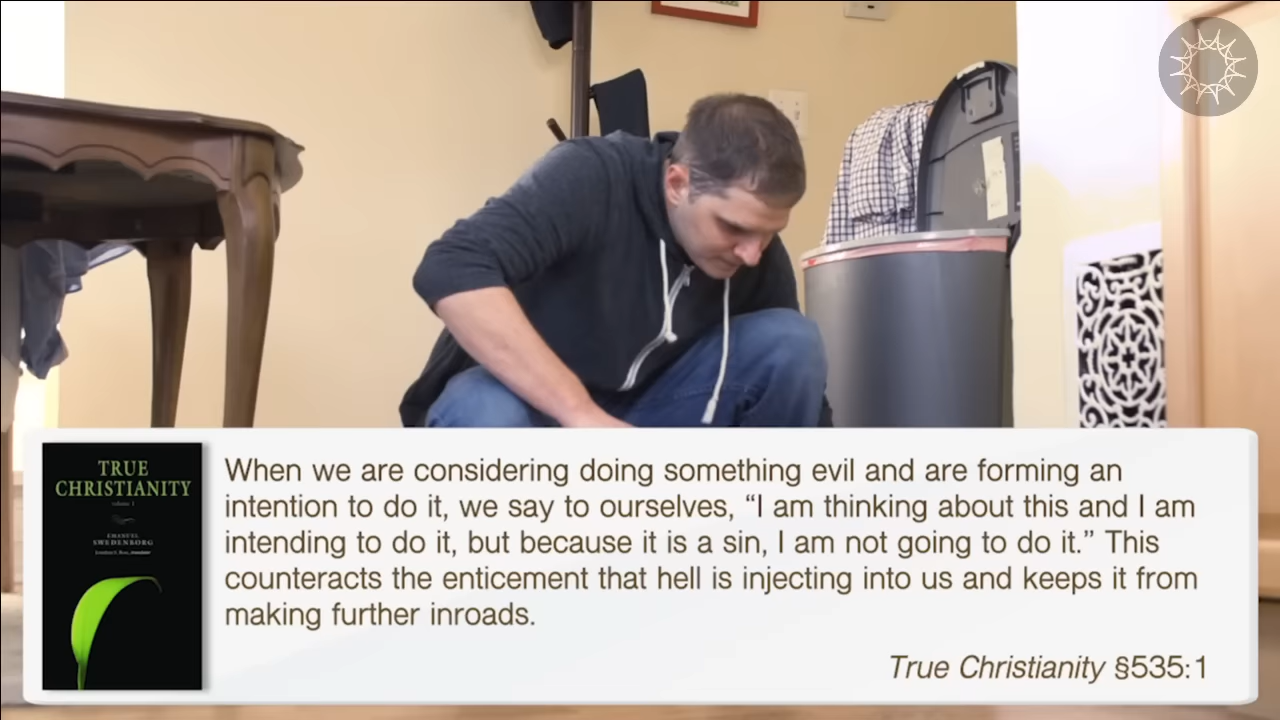 TRUE
CHRISTIANITY
volume 1
EMANUEL
SWEDENBORG
When we are considering doing something evil and are forming an
intention to do it, we say to ourselves, “I am thinking about this and I am
intending to do it, but because it is a sin, I am not going to do it.” This
counteracts the enticement that hell is injecting into us and keeps it from
making further inroads.
True Christianity §535:1